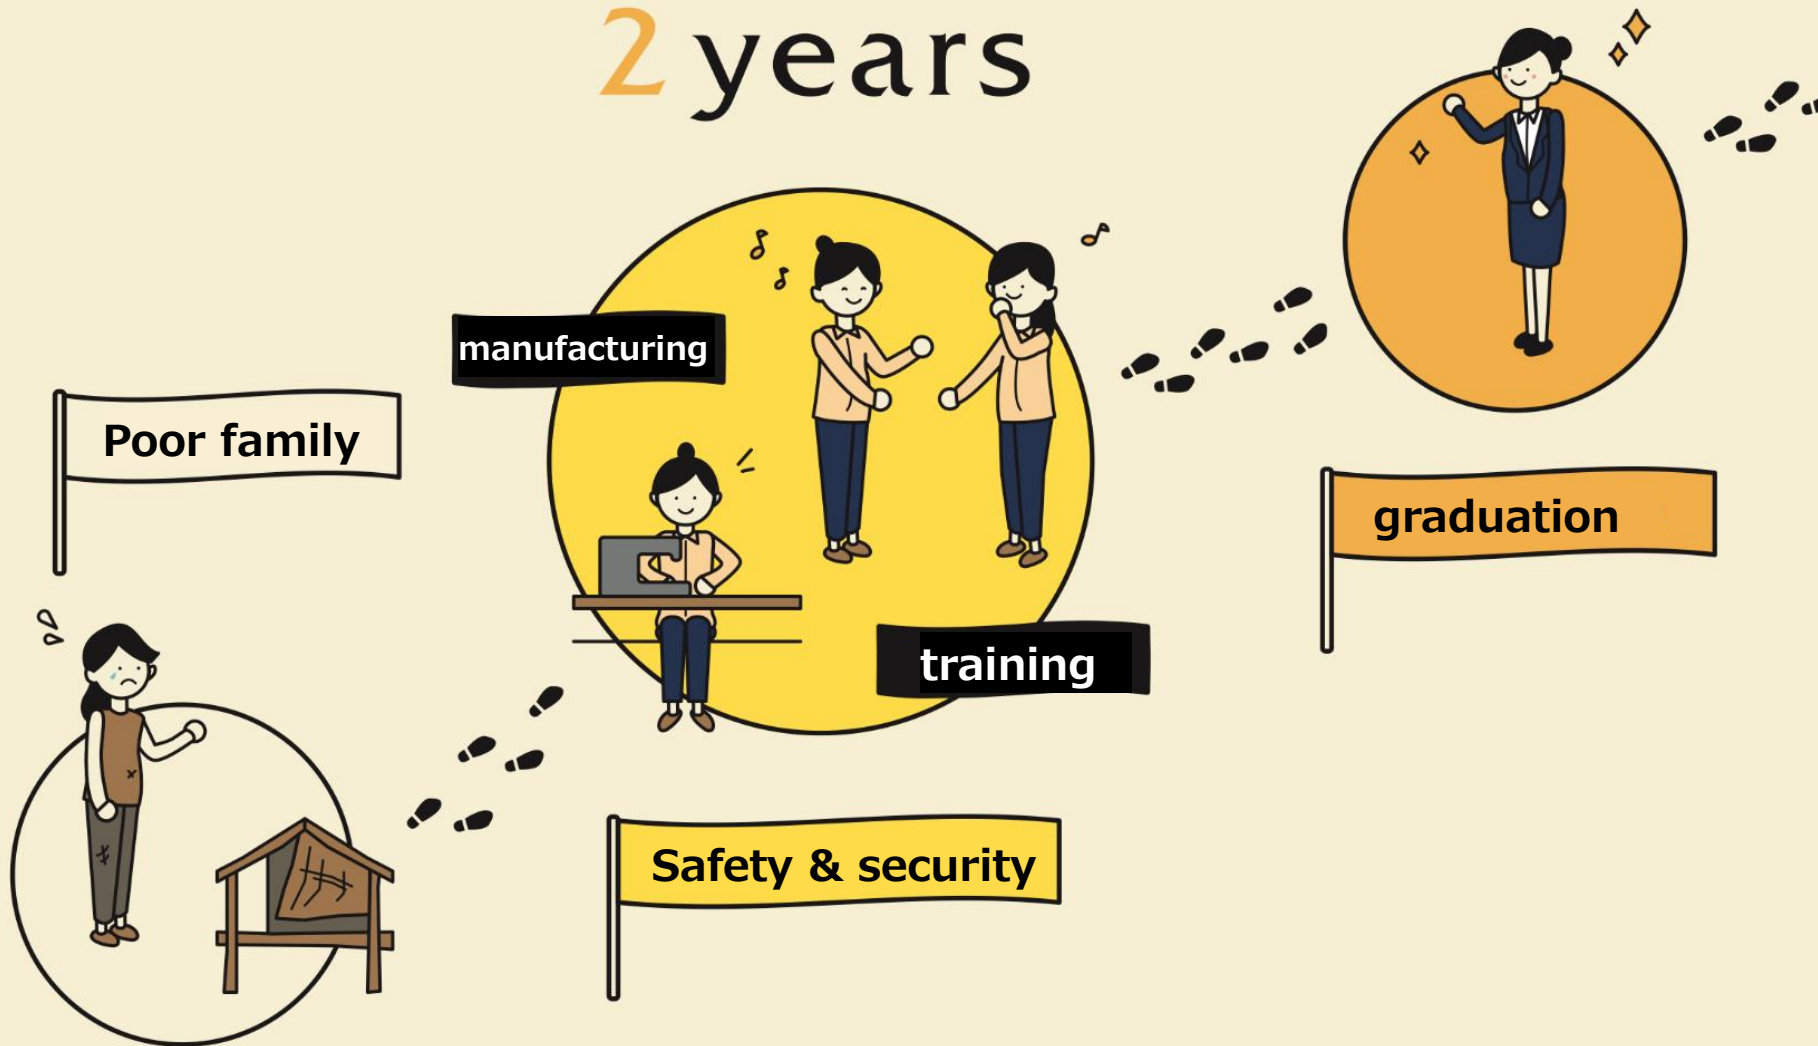 2 years
manufacturing
Poor family
graduation
training
Safety & security